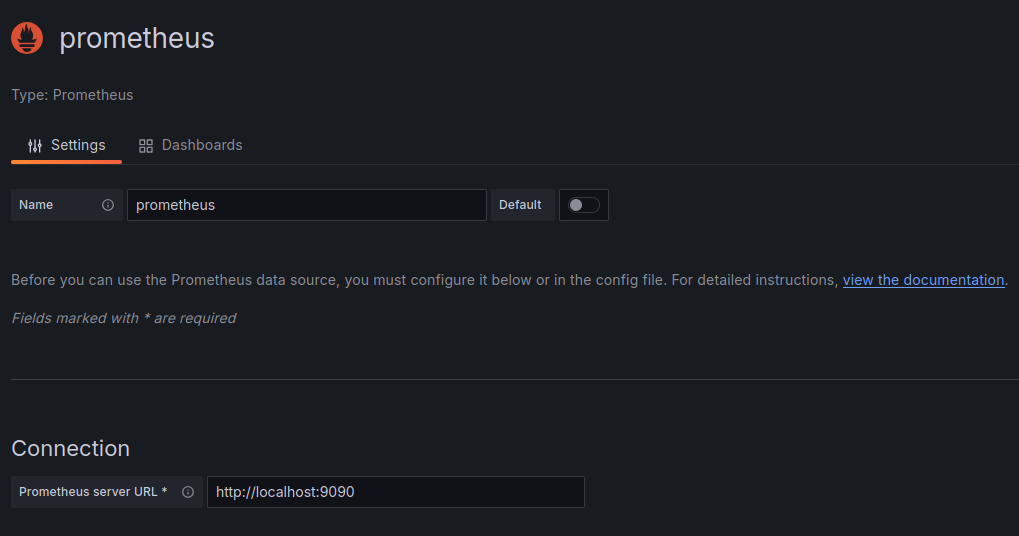 prometheus
Type: Prometheus
Settings Dashboards
Name prometheus Default
Before you can use the Prometheus data source, you must configure it below or in the config file. For detailed instructions, view the documentation.
Fields marked with * are required
Connection
Prometheus server URL * http://localhost:9090